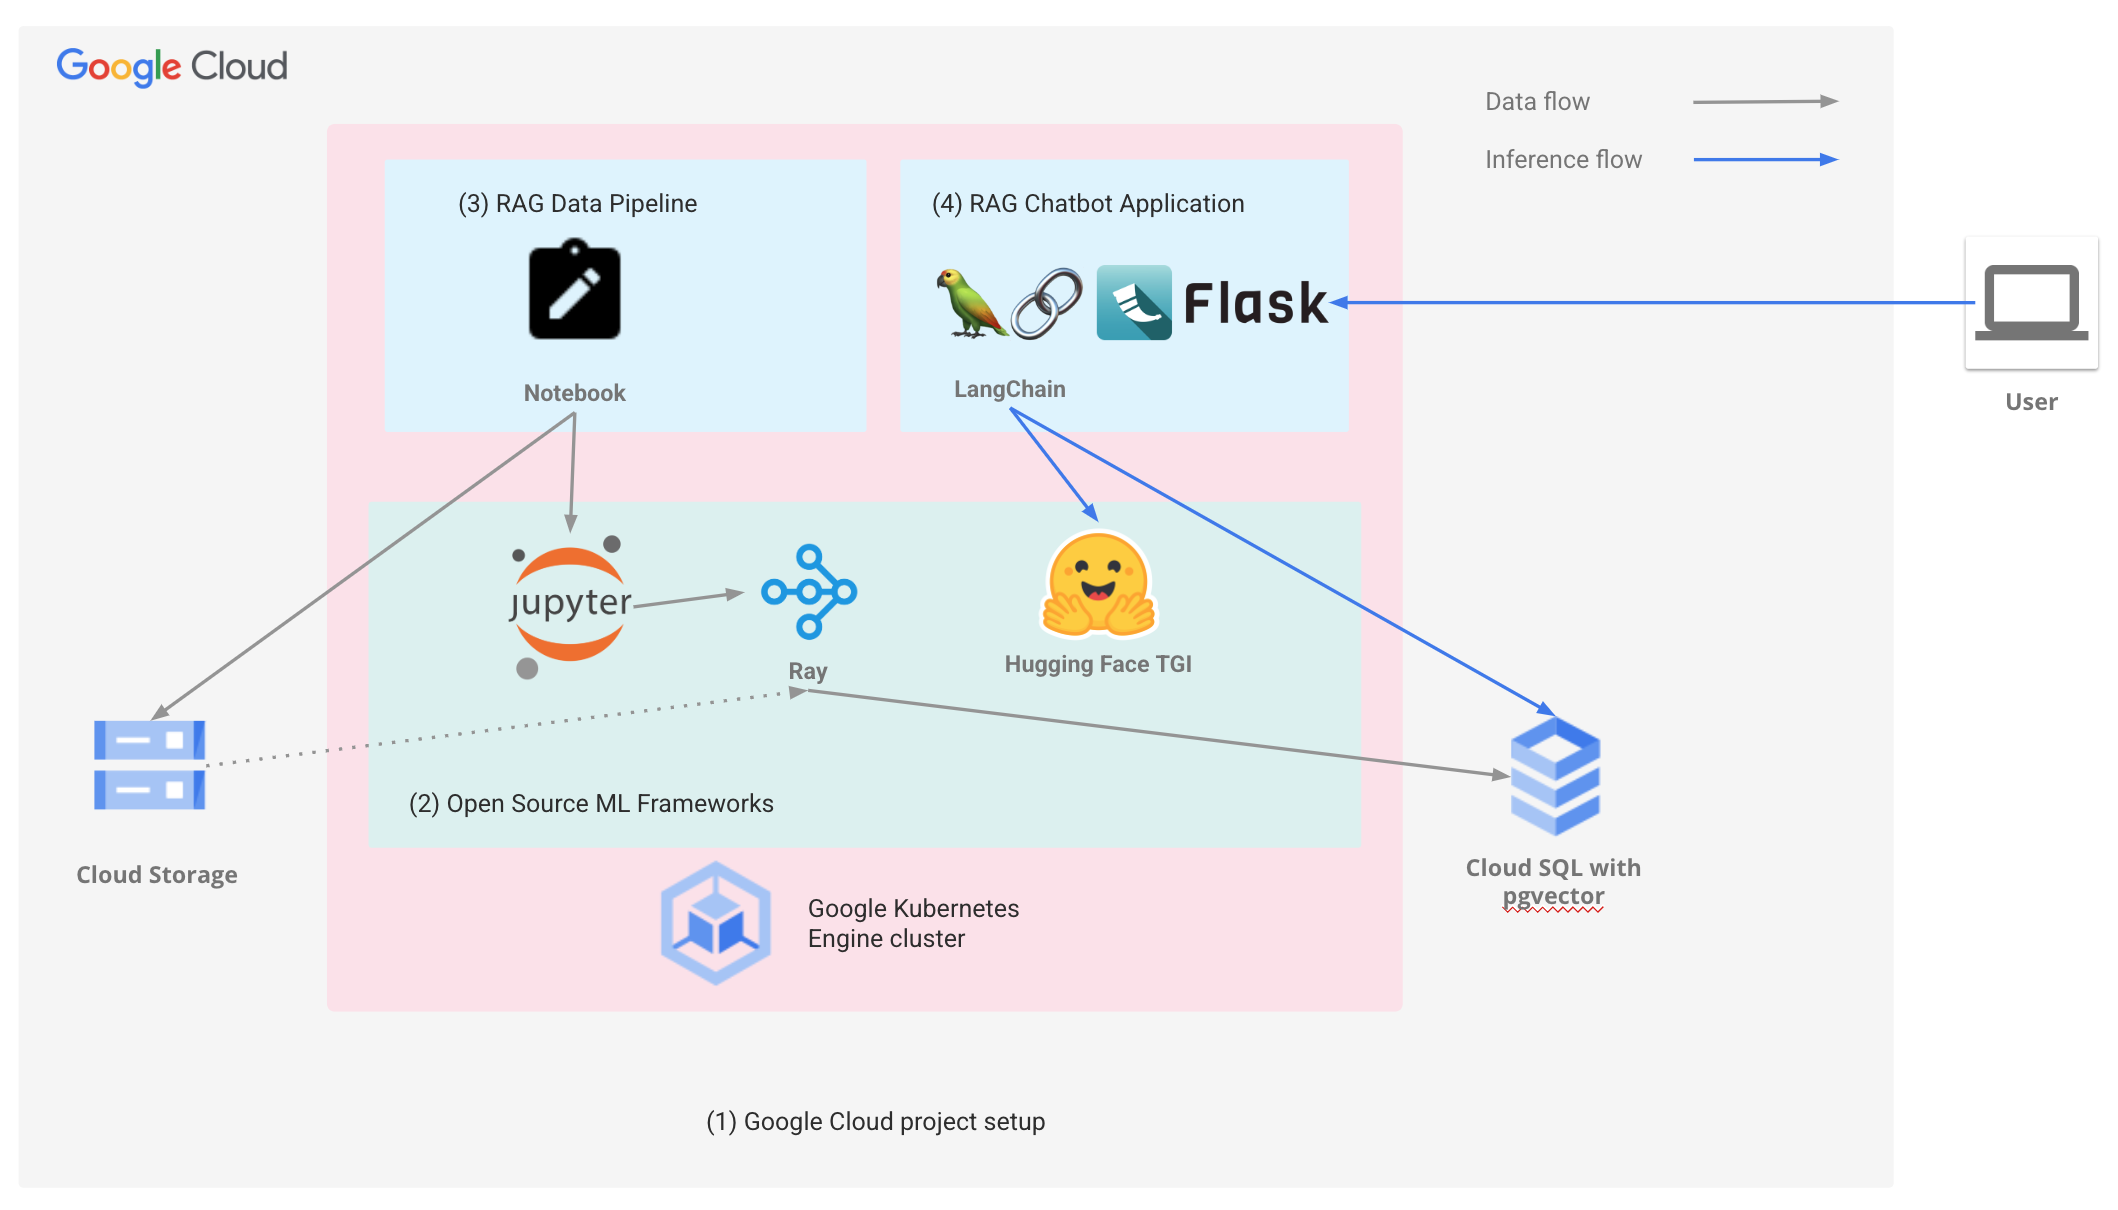 Google Cloud
Data flow
Inference flow
(3) RAG Data Pipeline
(4) RAG Chatbot Application
Flask
Notebook
LangChain
User
jupyter
Ray
Hugging Face TGI
(2) Open Source ML Frameworks
Cloud Storage
Cloud SQL with
pgvector
Google Kubernetes
Engine cluster
(1) Google Cloud project setup